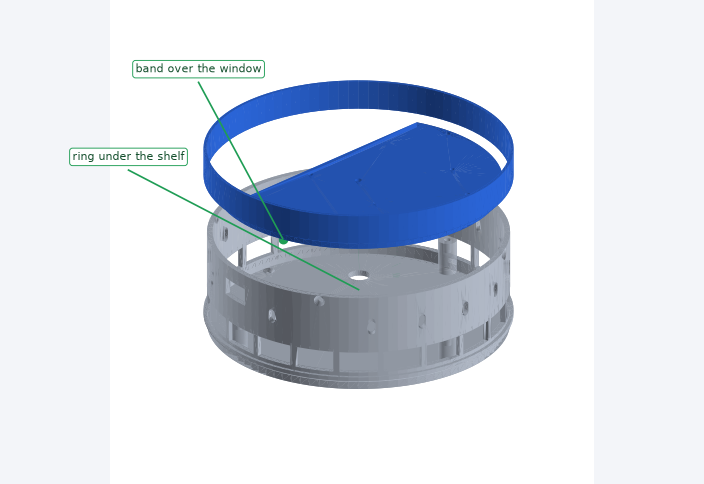 band over the window
ring under the shelf